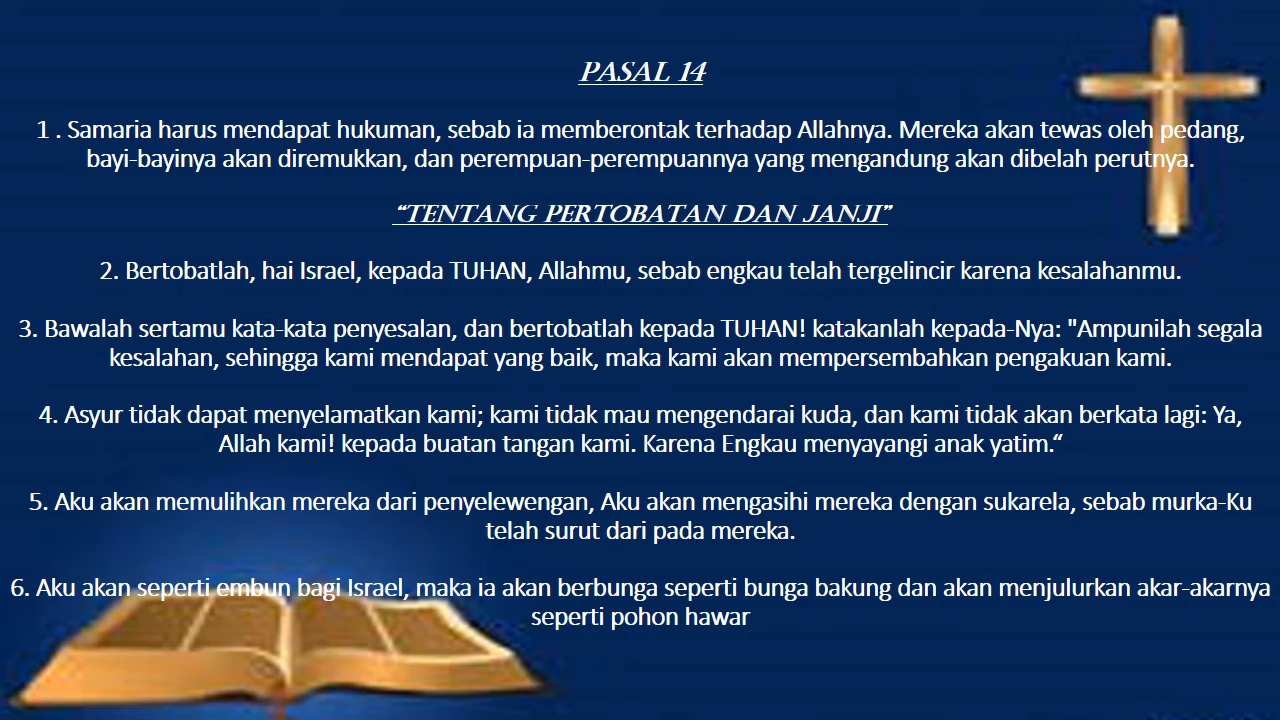 PASAL 14
1 . Samaria harus mendapat hukuman, sebab ia memberontak terhadap Allahnya. Mereka akan tewas oleh pedang,
bayi-bayinya akan diremukkan, dan perempuan-perempuannya yang mengandung akan dibelah perutnya.
“TENTANG PERTOBATAN DAN JANJI”
2. Bertobatlah, hai Israel, kepada TUHAN, Allahmu, sebab engkau telah tergelincir karena kesalahanmu.
3. Bawalah sertamu kata-kata penyesalan, dan bertobatlah kepada TUHAN! katakanlah kepada-Nya: "Ampunilah segala
kesalahan, sehingga kami mendapat yang baik, maka kami akan mempersembahkan pengakuan kami.
4. Asyur tidak dapat menyelamatkan kami; kami tidak mau mengendarai kuda, dan kami tidak akan berkata lagi: Ya,
Allah kami! kepada buatan tangan kami. Karena Engkau menyayangi anak yatim.“
5. Aku akan memulihkan mereka dari penyelewengan, Aku akan mengasihi mereka dengan sukarela, sebab murka-Ku
telah surut dari pada mereka.
6. Aku akan seperti embun bagi Israel, maka ia akan berbunga seperti bunga bakung dan akan menjulurkan akar-akarnya
seperti pohon hawar